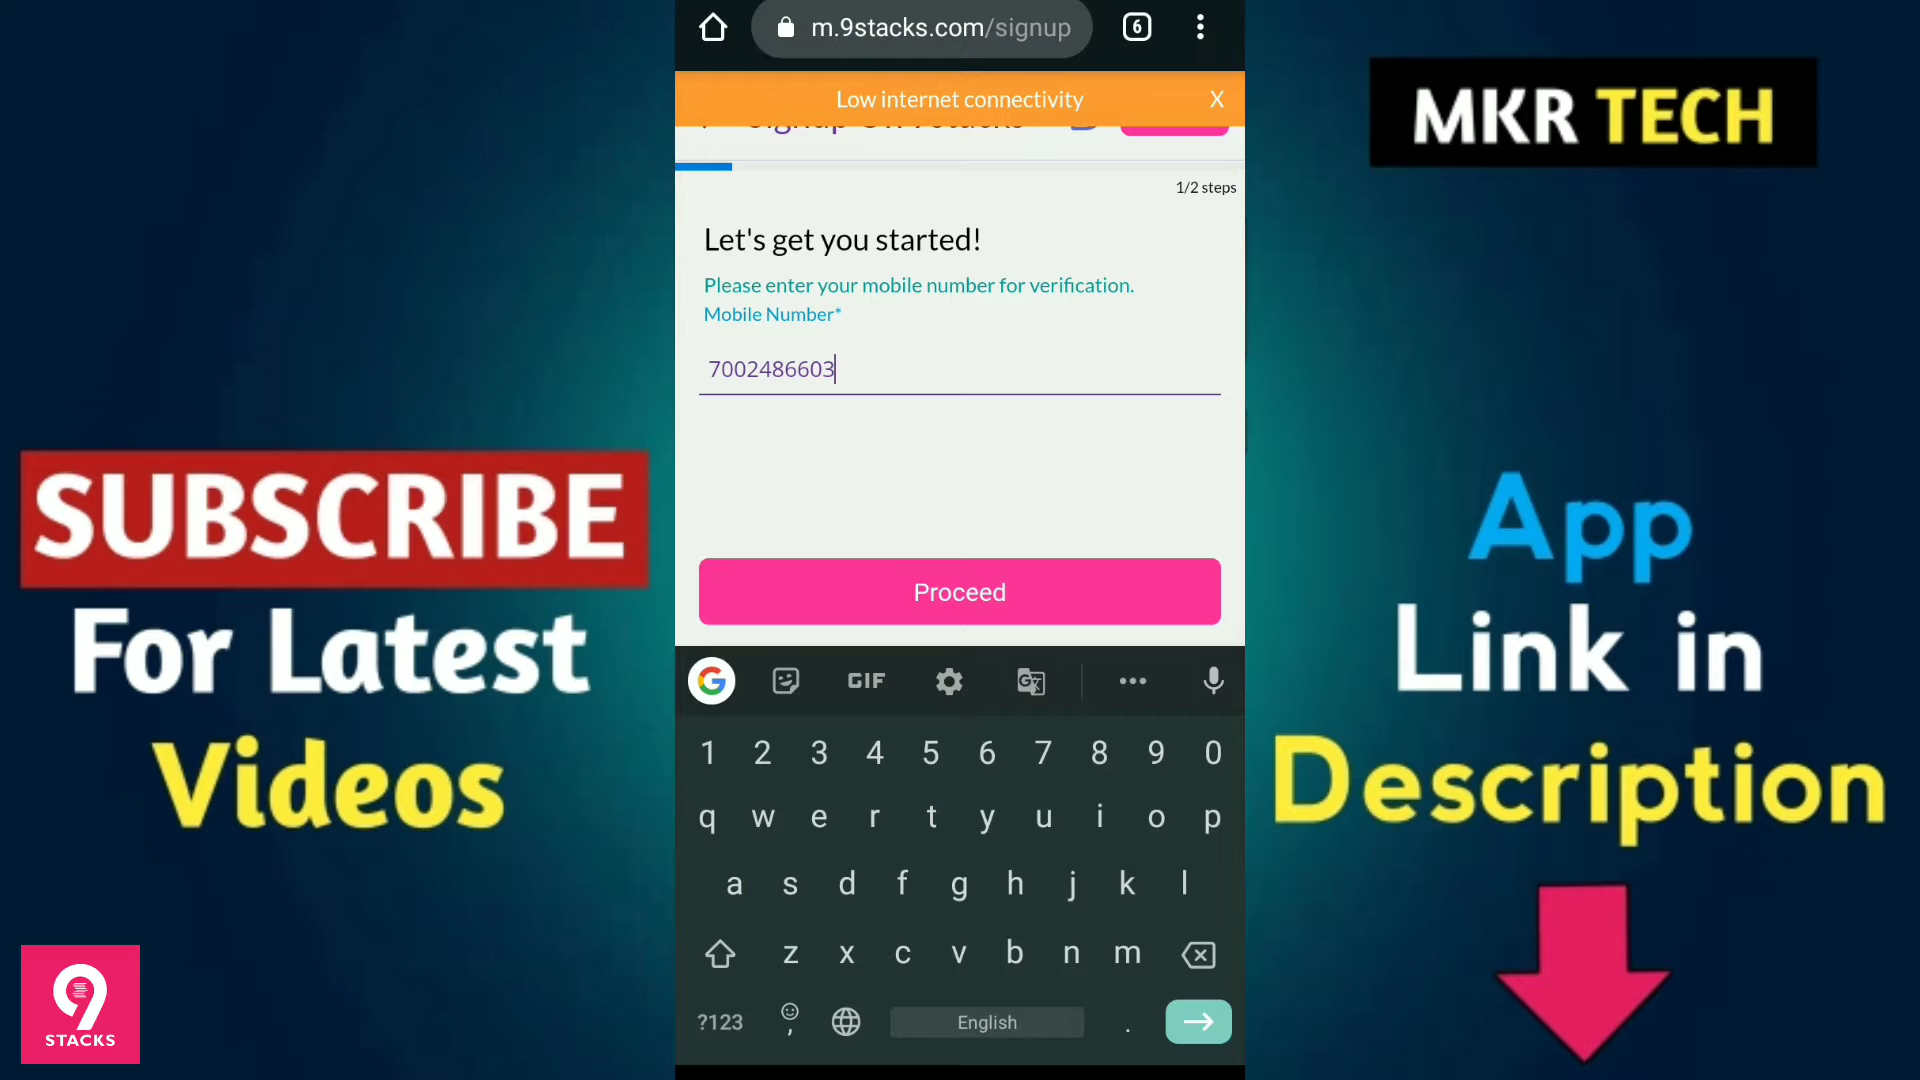 m.9stacks.com/signup
6
Low internet connectivity X
1/2 steps
Let's get you started!
Please enter your mobile number for verification.
Mobile Number*
7002486603
Proceed
GIF
1 2 3 4 5 6 7 8 9 0
q w e r t y u i o p
a s d f g h j k l
z x c v b n m
?123 , English .
SUBSCRIBE
For Latest
Videos
9
STACKS
MKR TECH
App
Link in
Description